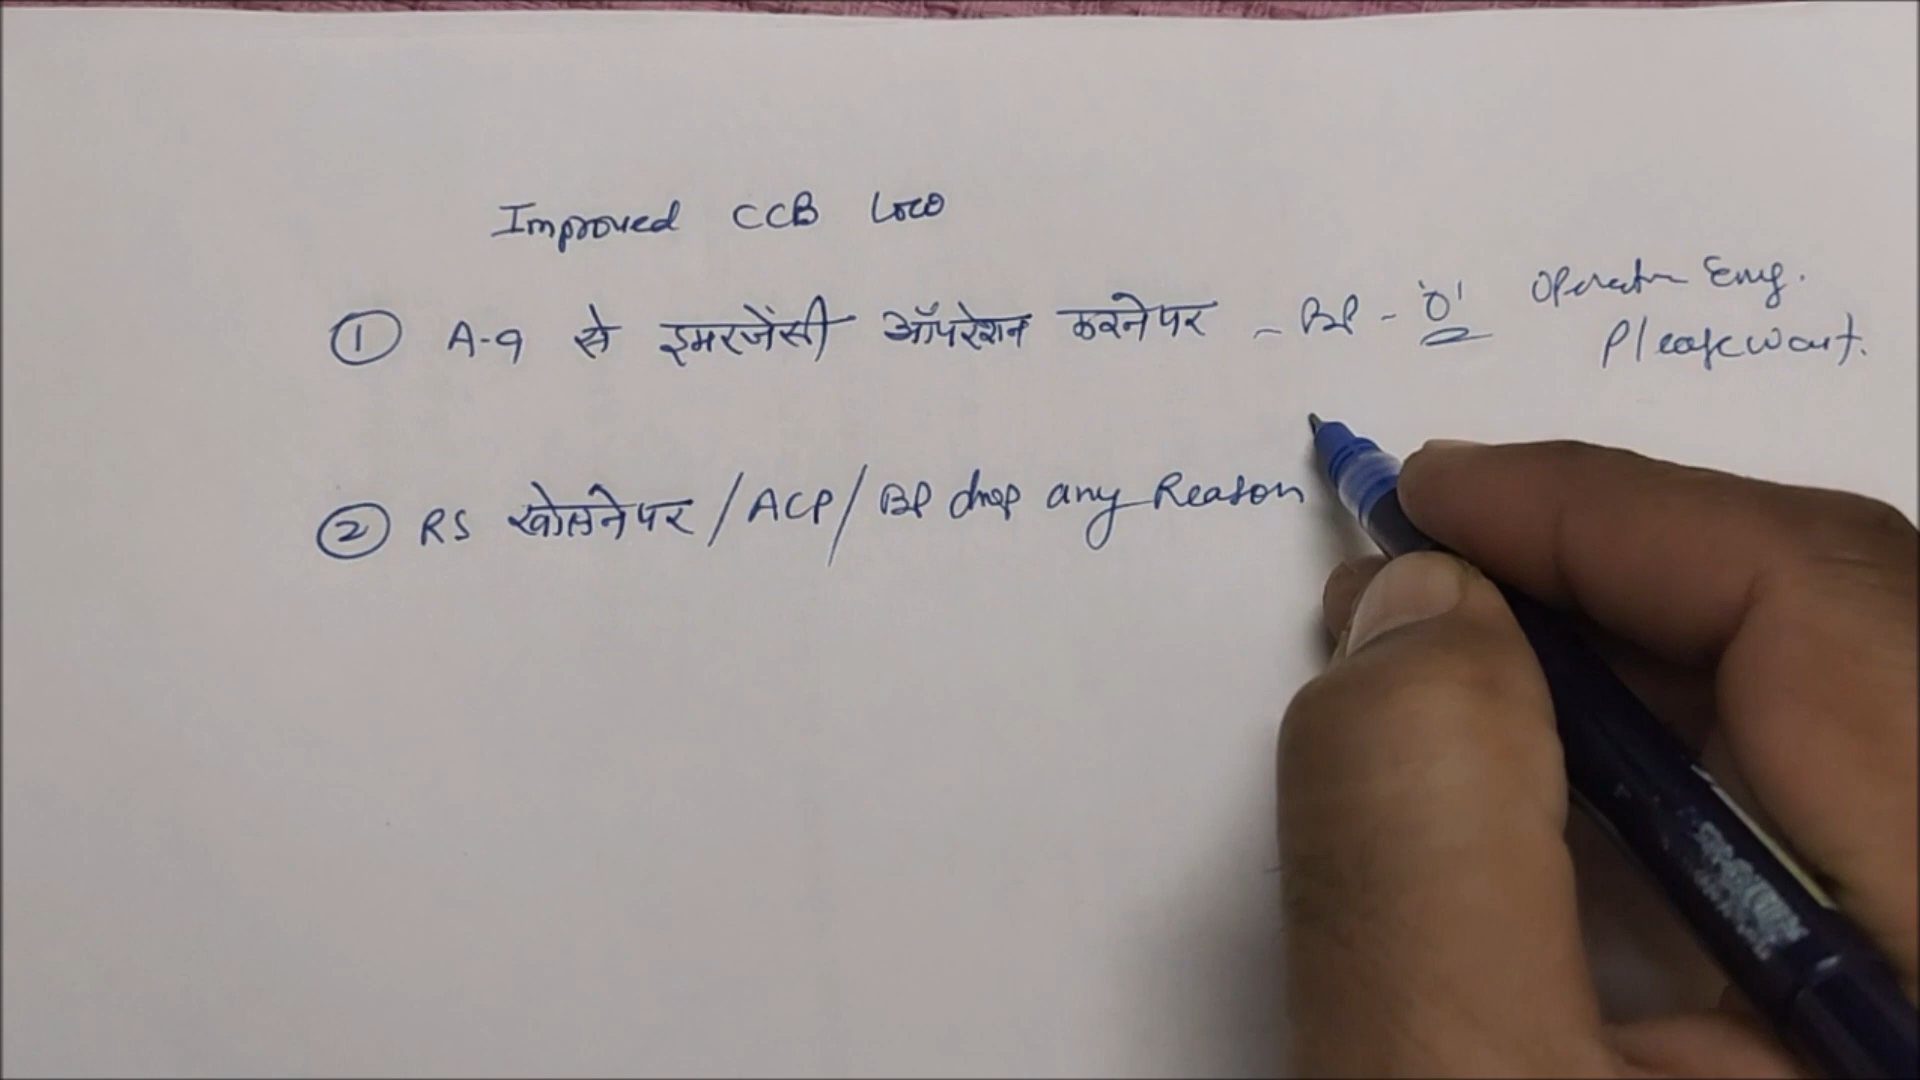 Improved CCB Loco
① A-9 से इमरजेंसी ऑपरेशन करनेपर - BP - '0' Operator Emg.
Please wait.
② RS खोलनेपर / ACP / BP drop any Reason